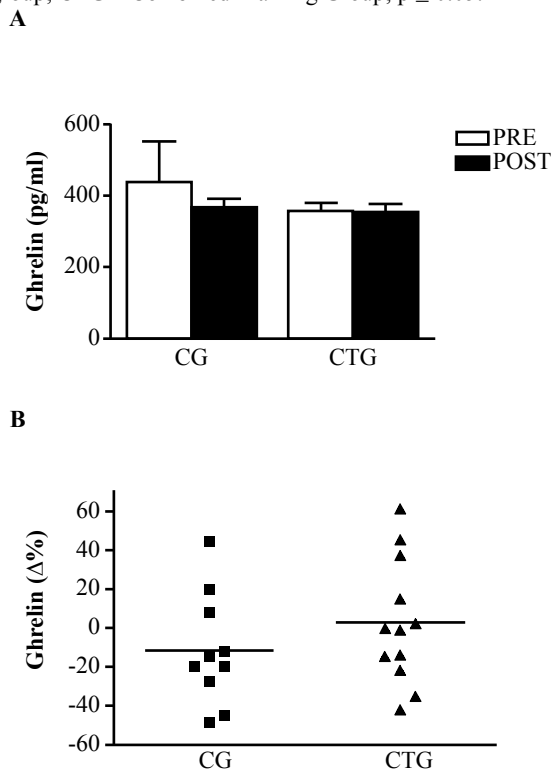 A
600
PRE
POST
400
Ghrelin (pg/ml)
200
0
CG CTG
B
60
40
20
Ghrelin (Δ%)
0
-20
-40
-60
CG CTG